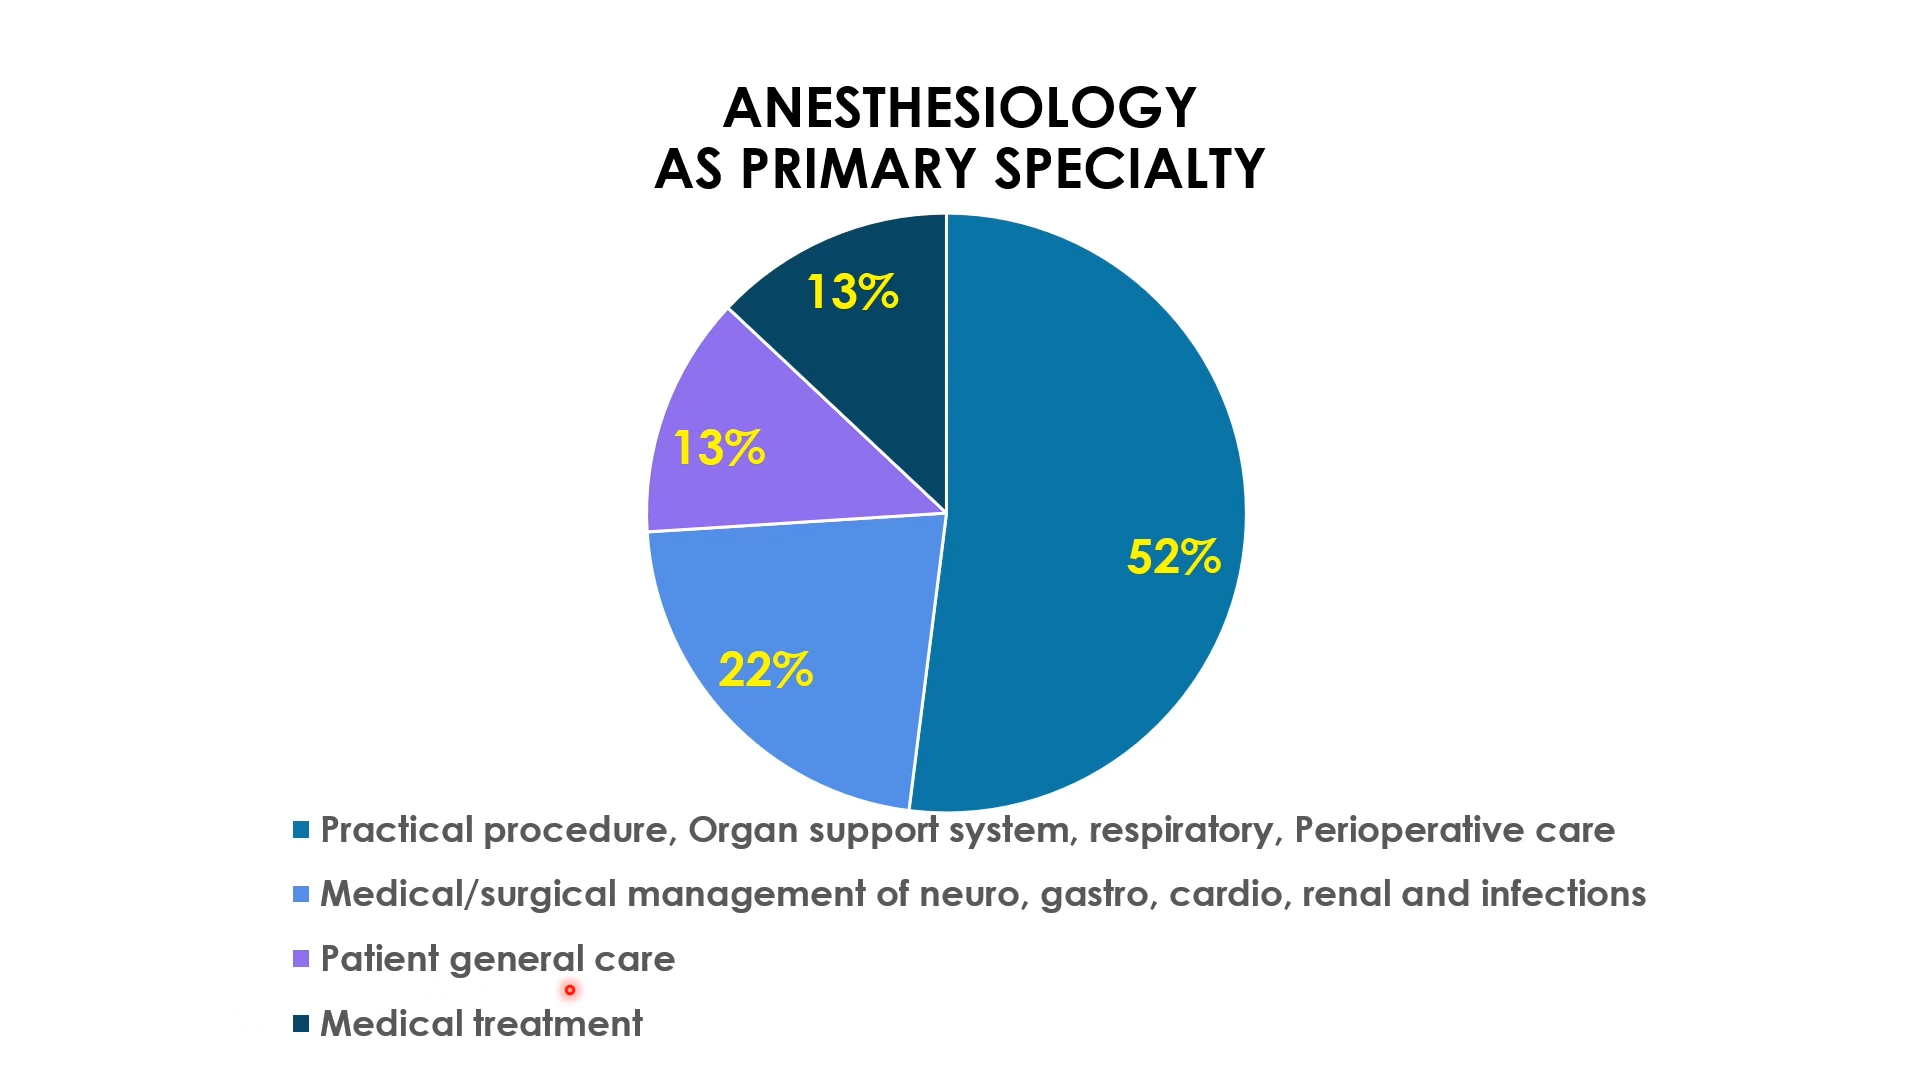 ANESTHESIOLOGY
AS PRIMARY SPECIALTY
13%
13%
52%
22%
Practical procedure, Organ support system, respiratory, Perioperative care
Medical/surgical management of neuro, gastro, cardio, renal and infections
Patient general care
Medical treatment